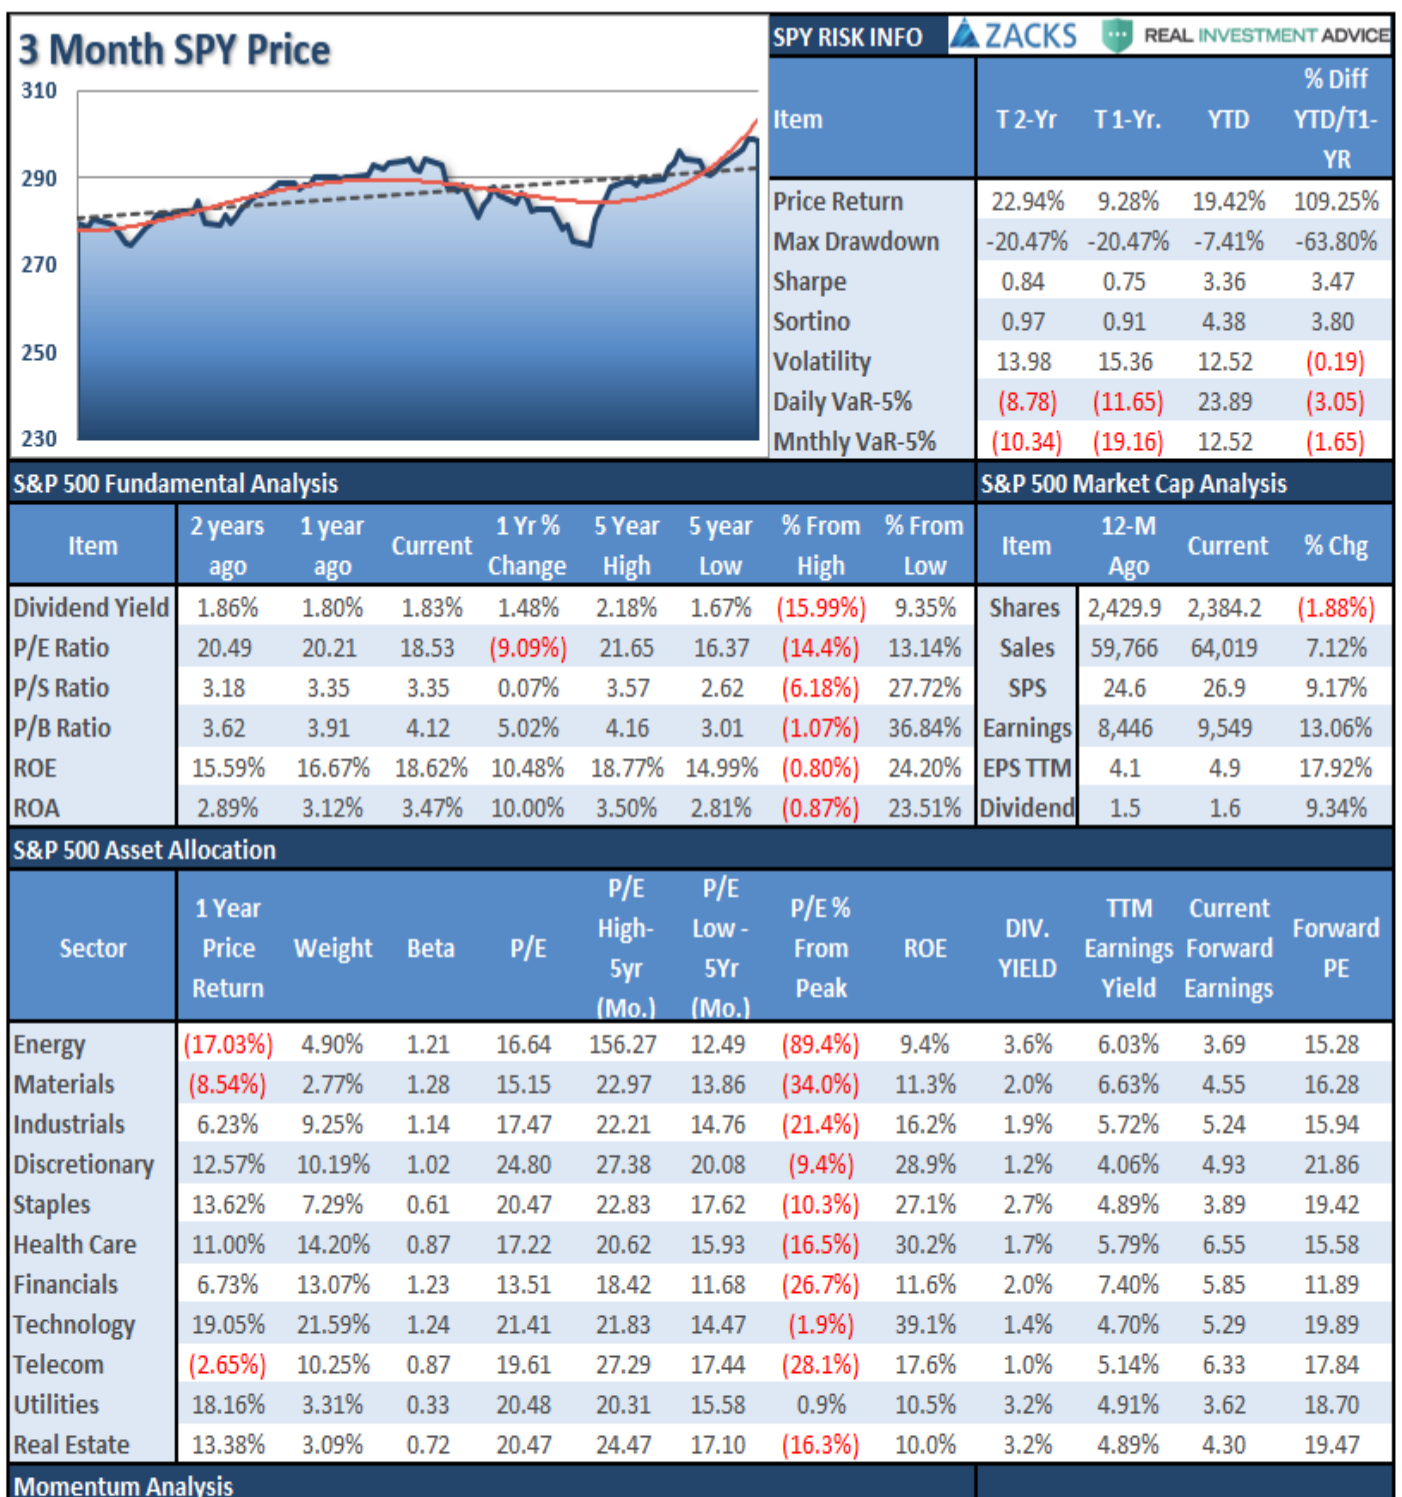 3 Month SPY Price
310
290
270
250
230
SPY RISK INFO ZACKS REAL INVESTMENT ADVICE
Item T 2-Yr T 1-Yr. YTD % Diff YTD/T1-YR
Price Return 22.94% 9.28% 19.42% 109.25%
Max Drawdown -20.47% -20.47% -7.41% -63.80%
Sharpe 0.84 0.75 3.36 3.47
Sortino 0.97 0.91 4.38 3.80
Volatility 13.98 15.36 12.52 (0.19)
Daily VaR-5% (8.78) (11.65) 23.89 (3.05)
Mnthly VaR-5% (10.34) (19.16) 12.52 (1.65)
S&P 500 Fundamental Analysis
Item 2 years ago 1 year ago Current 1 Yr % Change 5 Year High 5 year Low % From High % From Low
Dividend Yield 1.86% 1.80% 1.83% 1.48% 2.18% 1.67% (15.99%) 9.35%
P/E Ratio 20.49 20.21 18.53 (9.09%) 21.65 16.37 (14.4%) 13.14%
P/S Ratio 3.18 3.35 3.35 0.07% 3.57 2.62 (6.18%) 27.72%
P/B Ratio 3.62 3.91 4.12 5.02% 4.16 3.01 (1.07%) 36.84%
ROE 15.59% 16.67% 18.62% 10.48% 18.77% 14.99% (0.80%) 24.20%
ROA 2.89% 3.12% 3.47% 10.00% 3.50% 2.81% (0.87%) 23.51%
S&P 500 Market Cap Analysis
Item 12-M Ago Current % Chg
Shares 2,429.9 2,384.2 (1.88%)
Sales 59,766 64,019 7.12%
SPS 24.6 26.9 9.17%
Earnings 8,446 9,549 13.06%
EPS TTM 4.1 4.9 17.92%
Dividend 1.5 1.6 9.34%
S&P 500 Asset Allocation
Sector 1 Year Price Return Weight Beta P/E P/E High-5yr (Mo.) P/E Low - 5Yr (Mo.) P/E % From Peak ROE DIV. YIELD TTM Earnings Yield Current Forward Earnings Forward PE
Energy (17.03%) 4.90% 1.21 16.64 156.27 12.49 (89.4%) 9.4% 3.6% 6.03% 3.69 15.28
Materials (8.54%) 2.77% 1.28 15.15 22.97 13.86 (34.0%) 11.3% 2.0% 6.63% 4.55 16.28
Industrials 6.23% 9.25% 1.14 17.47 22.21 14.76 (21.4%) 16.2% 1.9% 5.72% 5.24 15.94
Discretionary 12.57% 10.19% 1.02 24.80 27.38 20.08 (9.4%) 28.9% 1.2% 4.06% 4.93 21.86
Staples 13.62% 7.29% 0.61 20.47 22.83 17.62 (10.3%) 27.1% 2.7% 4.89% 3.89 19.42
Health Care 11.00% 14.20% 0.87 17.22 20.62 15.93 (16.5%) 30.2% 1.7% 5.79% 6.55 15.58
Financials 6.73% 13.07% 1.23 13.51 18.42 11.68 (26.7%) 11.6% 2.0% 7.40% 5.85 11.89
Technology 19.05% 21.59% 1.24 21.41 21.83 14.47 (1.9%) 39.1% 1.4% 4.70% 5.29 19.89
Telecom (2.65%) 10.25% 0.87 19.61 27.29 17.44 (28.1%) 17.6% 1.0% 5.14% 6.33 17.84
Utilities 18.16% 3.31% 0.33 20.48 20.31 15.58 0.9% 10.5% 3.2% 4.91% 3.62 18.70
Real Estate 13.38% 3.09% 0.72 20.47 24.47 17.10 (16.3%) 10.0% 3.2% 4.89% 4.30 19.47
Momentum Analysis